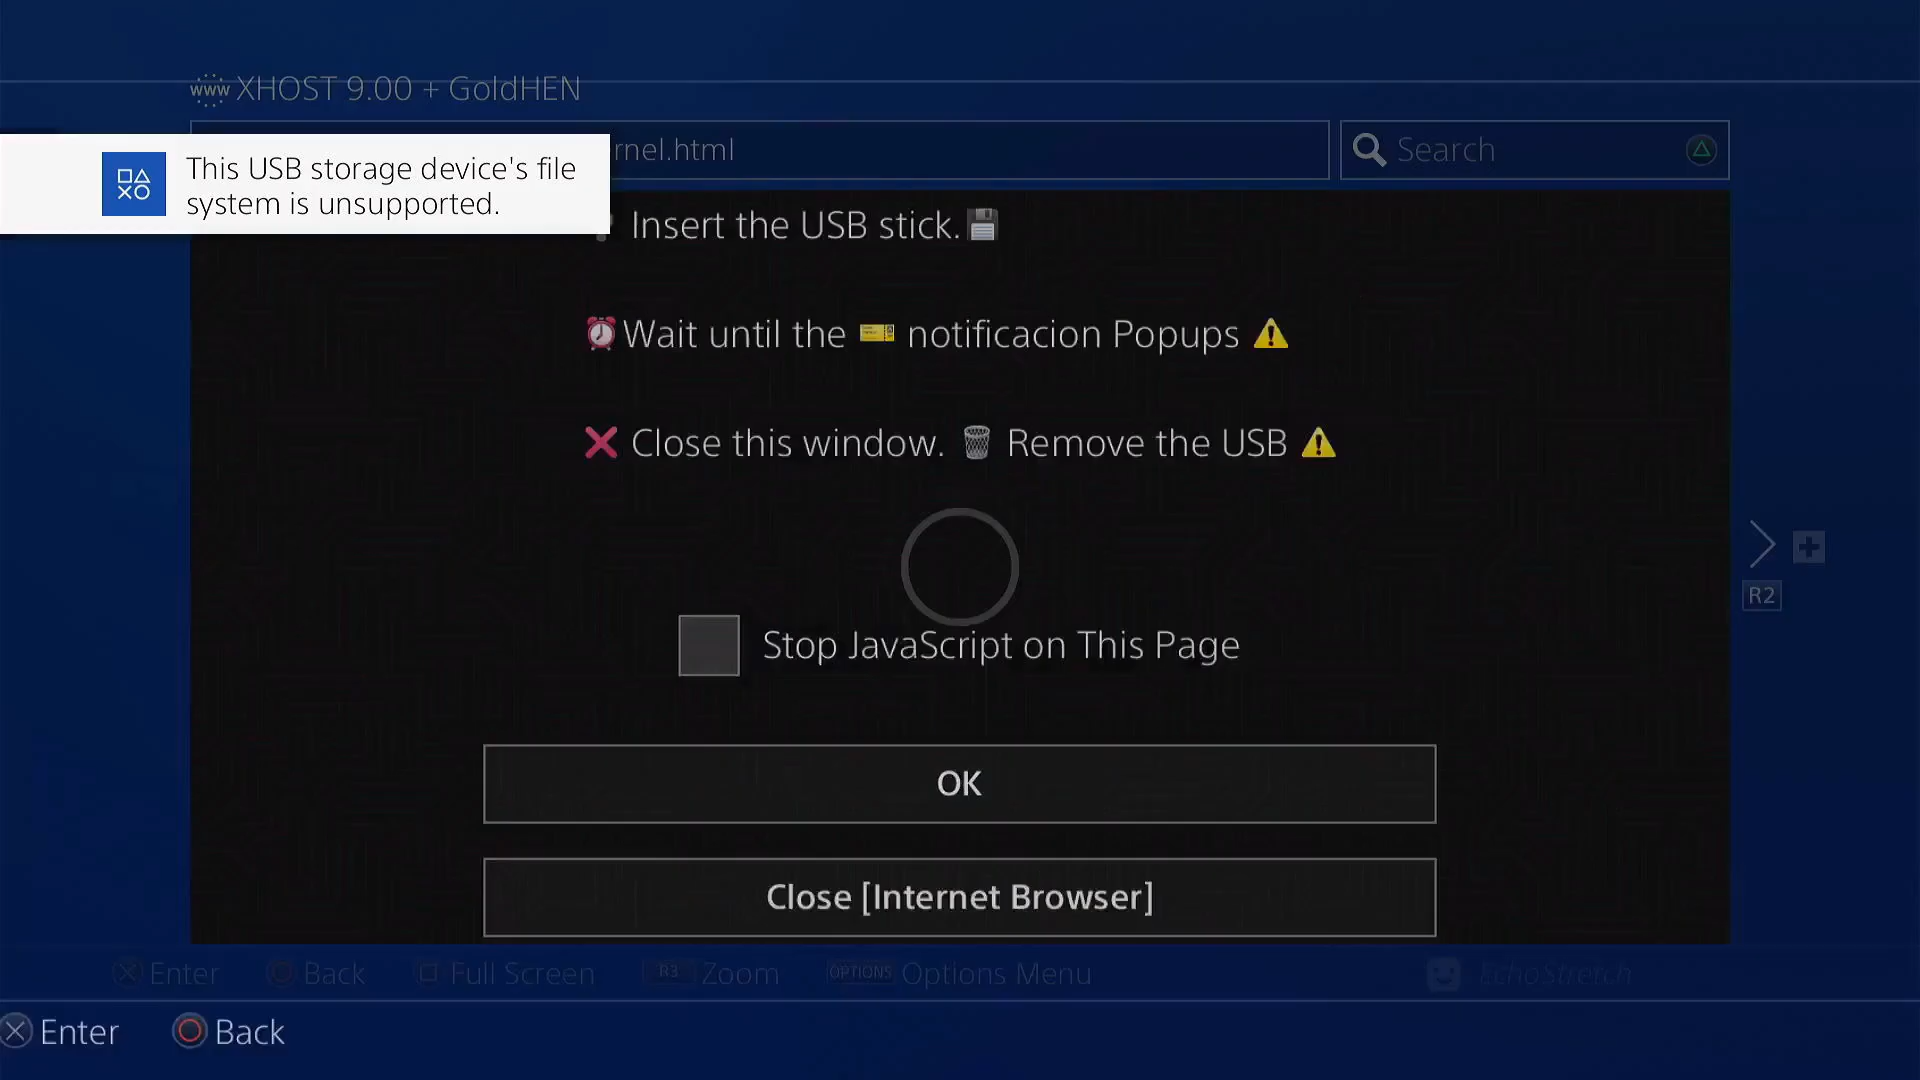 www XHOST 9.00 + GoldHEN
This USB storage device's file
system is unsupported.
rnel.html
Search
Insert the USB stick.
Wait until the notificacion Popups
Close this window. Remove the USB
R2
Stop JavaScript on This Page
OK
Close [Internet Browser]
Enter Back Full Screen R3 Zoom OPTIONS Options Menu EchoStretch
Enter Back